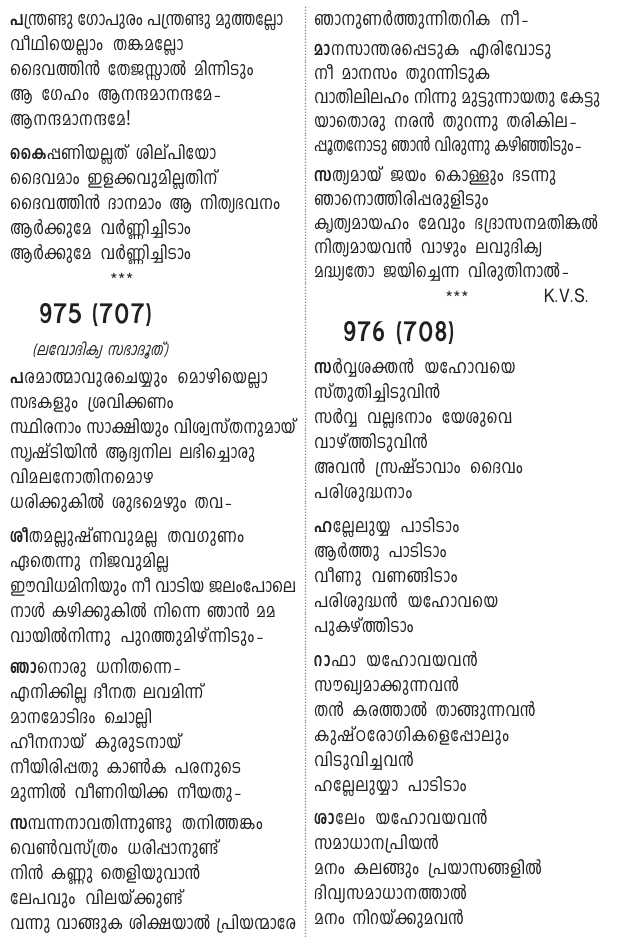 പന്ത്രണ്ടു ഗോപുരം പന്ത്രണ്ടു മുത്തല്ലോ
വീഥിയെല്ലാം തങ്കമല്ലോ
ദൈവത്തിൻ തേജസ്സാൽ മിന്നിടും
ആ ഗേഹം ആനന്ദമാനന്ദമേ-
ആനന്ദമാനന്ദമേ!
കൈപ്പണിയല്ലത് ശില്പിയോ
ദൈവമാം ഇളക്കവുമില്ലതിന്
ദൈവത്തിൻ ദാനമാം ആ നിത്യഭവനം
ആർക്കുമേ വർണ്ണിച്ചിടാം
ആർക്കുമേ വർണ്ണിച്ചിടാം
***
975 (707)
(ലവോദിക്യ സഭാദൂത്)
പരമാത്മാവുരചെയ്യും മൊഴിയെല്ലാ
സഭകളും ശ്രവിക്കണം
സ്ഥിരനാം സാക്ഷിയും വിശ്വസ്തനുമായ്
സൃഷ്ടിയിൻ ആദ്യനില ലഭിച്ചൊരു
വിമലനോതിനമൊഴ
ധരിക്കുകിൽ ശുഭമെഴും തവ-
ശീതമല്ലുഷ്ണവുമല്ല തവഗുണം
ഏതെന്നു നിജവുമില്ല
ഈവിധമിനിയും നീ വാടിയ ജലംപോലെ
നാൾ കഴിക്കുകിൽ നിന്നെ ഞാൻ മമ
വായിൽനിന്നു പുറത്തുമിഴ്ന്നിടും-
ഞാനൊരു ധനിതന്നെ-
എനിക്കില്ല ദീനത ലവമിന്ന്
മാനമോടിദം ചൊല്ലി
ഹീനനായ് കുരുടനായ്
നീയിരിപ്പതു കാൺക പരനുടെ
മുന്നിൽ വീണറിയിക്ക നീയതു-
സമ്പന്നനാവതിന്നുണ്ടു തനിത്തങ്കം
വെൺവസ്ത്രം ധരിപ്പാനുണ്ട്
നിൻ കണ്ണു തെളിയുവാൻ
ലേപവും വിലയ്ക്കുണ്ട്
വന്നു വാങ്ങുക ശിക്ഷയാൽ പ്രിയന്മാരേ
ഞാനുണർത്തുന്നിതറിക നീ-
മാനസാന്തരപ്പെടുക എരിവോടു
നീ മാനസം തുറന്നിടുക
വാതിലിലഹം നിന്നു മുട്ടുന്നായതു കേട്ടു
യാതൊരു നരൻ തുറന്നു തരികില-
പ്പൂതനോടു ഞാൻ വിരുന്നു കഴിഞ്ഞിടും-
സത്യമായ് ജയം കൊള്ളും ഭടന്നു
ഞാനൊത്തിരിപ്പരുളിടും
കൃത്യമായഹം മേവും ഭദ്രാസനമതിങ്കൽ
നിത്യമായവൻ വാഴും ലവുദിക്യ
മദ്ധ്യതോ ജയിച്ചെന്ന വിരുതിനാൽ-
*** K.V.S.
976 (708)
സർവ്വശക്തൻ യഹോവയെ
സ്തുതിച്ചിടുവിൻ
സർവ്വ വല്ലഭനാം യേശുവെ
വാഴ്ത്തിടുവിൻ
അവൻ സ്രഷ്ടാവാം ദൈവം
പരിശുദ്ധനാം
ഹല്ലേലുയ്യ പാടിടാം
ആർത്തു പാടിടാം
വീണു വണങ്ങിടാം
പരിശുദ്ധൻ യഹോവയെ
പുകഴ്ത്തിടാം
റാഫാ യഹോവയവൻ
സൗഖ്യമാക്കുന്നവൻ
തൻ കരത്താൽ താങ്ങുന്നവൻ
കുഷ്ഠരോഗികളെപ്പോലും
വിടുവിച്ചവൻ
ഹല്ലേലുയ്യാ പാടിടാം
ശാലേം യഹോവയവൻ
സമാധാനപ്രിയൻ
മനം കലങ്ങും പ്രയാസങ്ങളിൽ
ദിവ്യസമാധാനത്താൽ
മനം നിറയ്ക്കുമവൻ